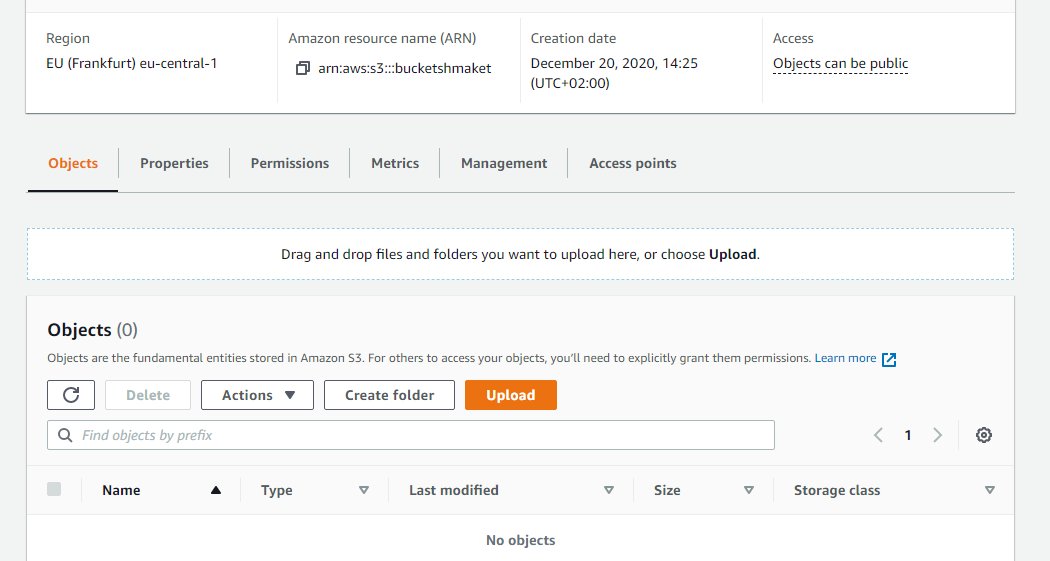 Region
EU (Frankfurt) eu-central-1
Amazon resource name (ARN)
arn:aws:s3:::bucketshmaket
Creation date
December 20, 2020, 14:25
(UTC+02:00)
Access
Objects can be public
Objects
Properties
Permissions
Metrics
Management
Access points
Drag and drop files and folders you want to upload here, or choose Upload.
Objects (0)
Objects are the fundamental entities stored in Amazon S3. For others to access your objects, you'll need to explicitly grant them permissions. Learn more
Delete
Actions
Create folder
Upload
Find objects by prefix
1
Name
Type
Last modified
Size
Storage class
No objects